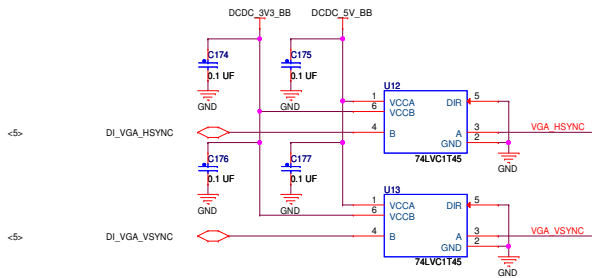 DCDC_3V3_BB DCDC_5V_BB
C174 C175
0.1 UF 0.1 UF
GND GND
U12
1 VCCA DIR 5
6 VCCB
<5> DI_VGA_HSYNC 4 B A 3 VGA_HSYNC
GND 2
74LVC1T45
GND
C176 C177
0.1 UF 0.1 UF
GND GND
U13
1 VCCA DIR 5
6 VCCB
<5> DI_VGA_VSYNC 4 B A 3 VGA_VSYNC
GND 2
74LVC1T45
GND